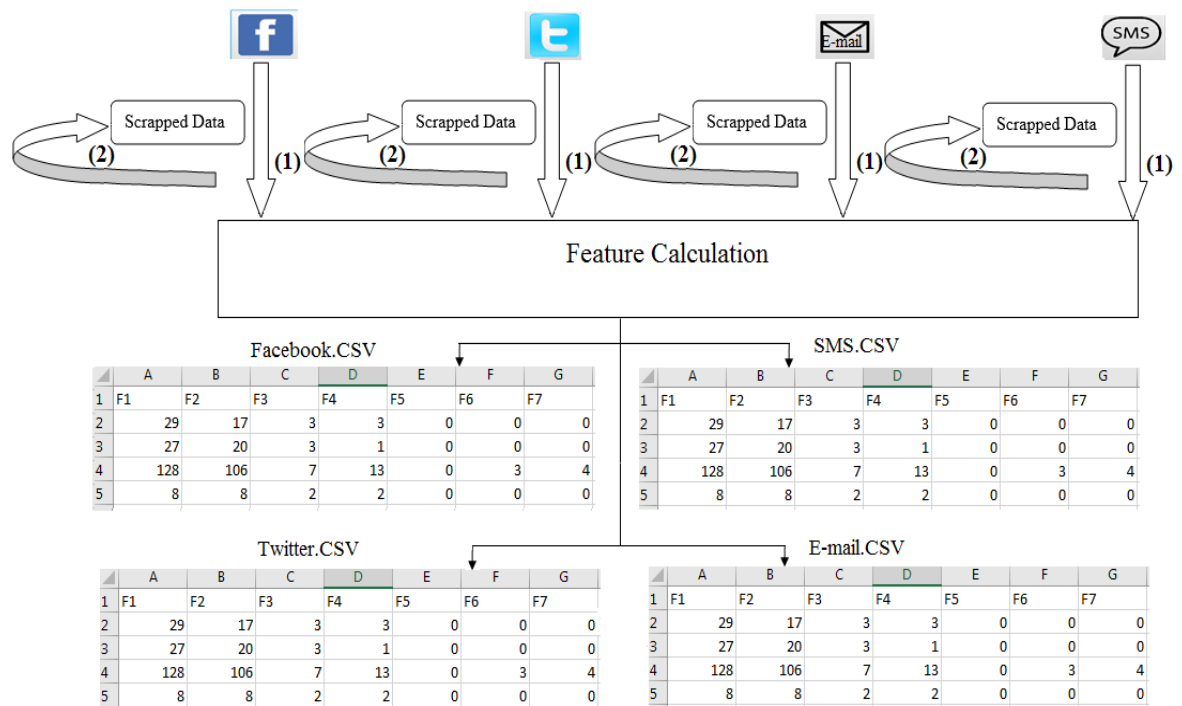 f
E-mail
SMS
Scrapped Data
Scrapped Data
Scrapped Data
Scrapped Data
(2)
(1)
(2)
(1)
(2)
(1)
(2)
(1)
Feature Calculation
Facebook.CSV
A B C D E F G
1 F1 F2 F3 F4 F5 F6 F7
2 29 17 3 3 0 0 0
3 27 20 3 1 0 0 0
4 128 106 7 13 0 3 4
5 8 8 2 2 0 0 0
SMS.CSV
A B C D E F G
1 F1 F2 F3 F4 F5 F6 F7
2 29 17 3 3 0 0 0
3 27 20 3 1 0 0 0
4 128 106 7 13 0 3 4
5 8 8 2 2 0 0 0
Twitter.CSV
A B C D E F G
1 F1 F2 F3 F4 F5 F6 F7
2 29 17 3 3 0 0 0
3 27 20 3 1 0 0 0
4 128 106 7 13 0 3 4
5 8 8 2 2 0 0 0
E-mail.CSV
A B C D E F G
1 F1 F2 F3 F4 F5 F6 F7
2 29 17 3 3 0 0 0
3 27 20 3 1 0 0 0
4 128 106 7 13 0 3 4
5 8 8 2 2 0 0 0